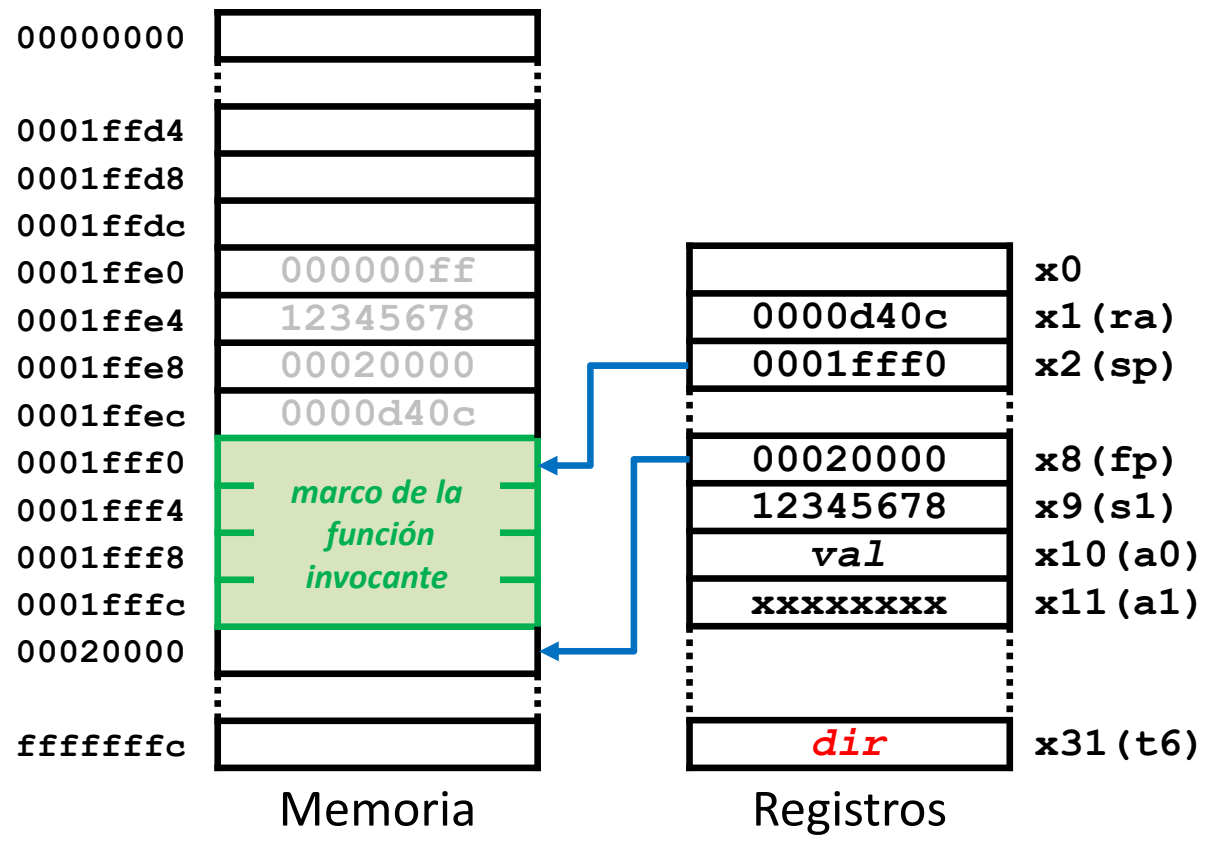 00000000
0001ffd4
0001ffd8
0001ffdc
0001ffe0 000000ff
0001ffe4 12345678
0001ffe8 00020000
0001ffec 0000d40c
0001fff0
0001fff4
0001fff8
0001fffc
marco de la
función
invocante
00020000
fffffffc
Memoria
x0
0000d40c x1(ra)
0001fff0 x2(sp)
00020000 x8(fp)
12345678 x9(s1)
val x10(a0)
xxxxxxxx x11(a1)
dir x31(t6)
Registros